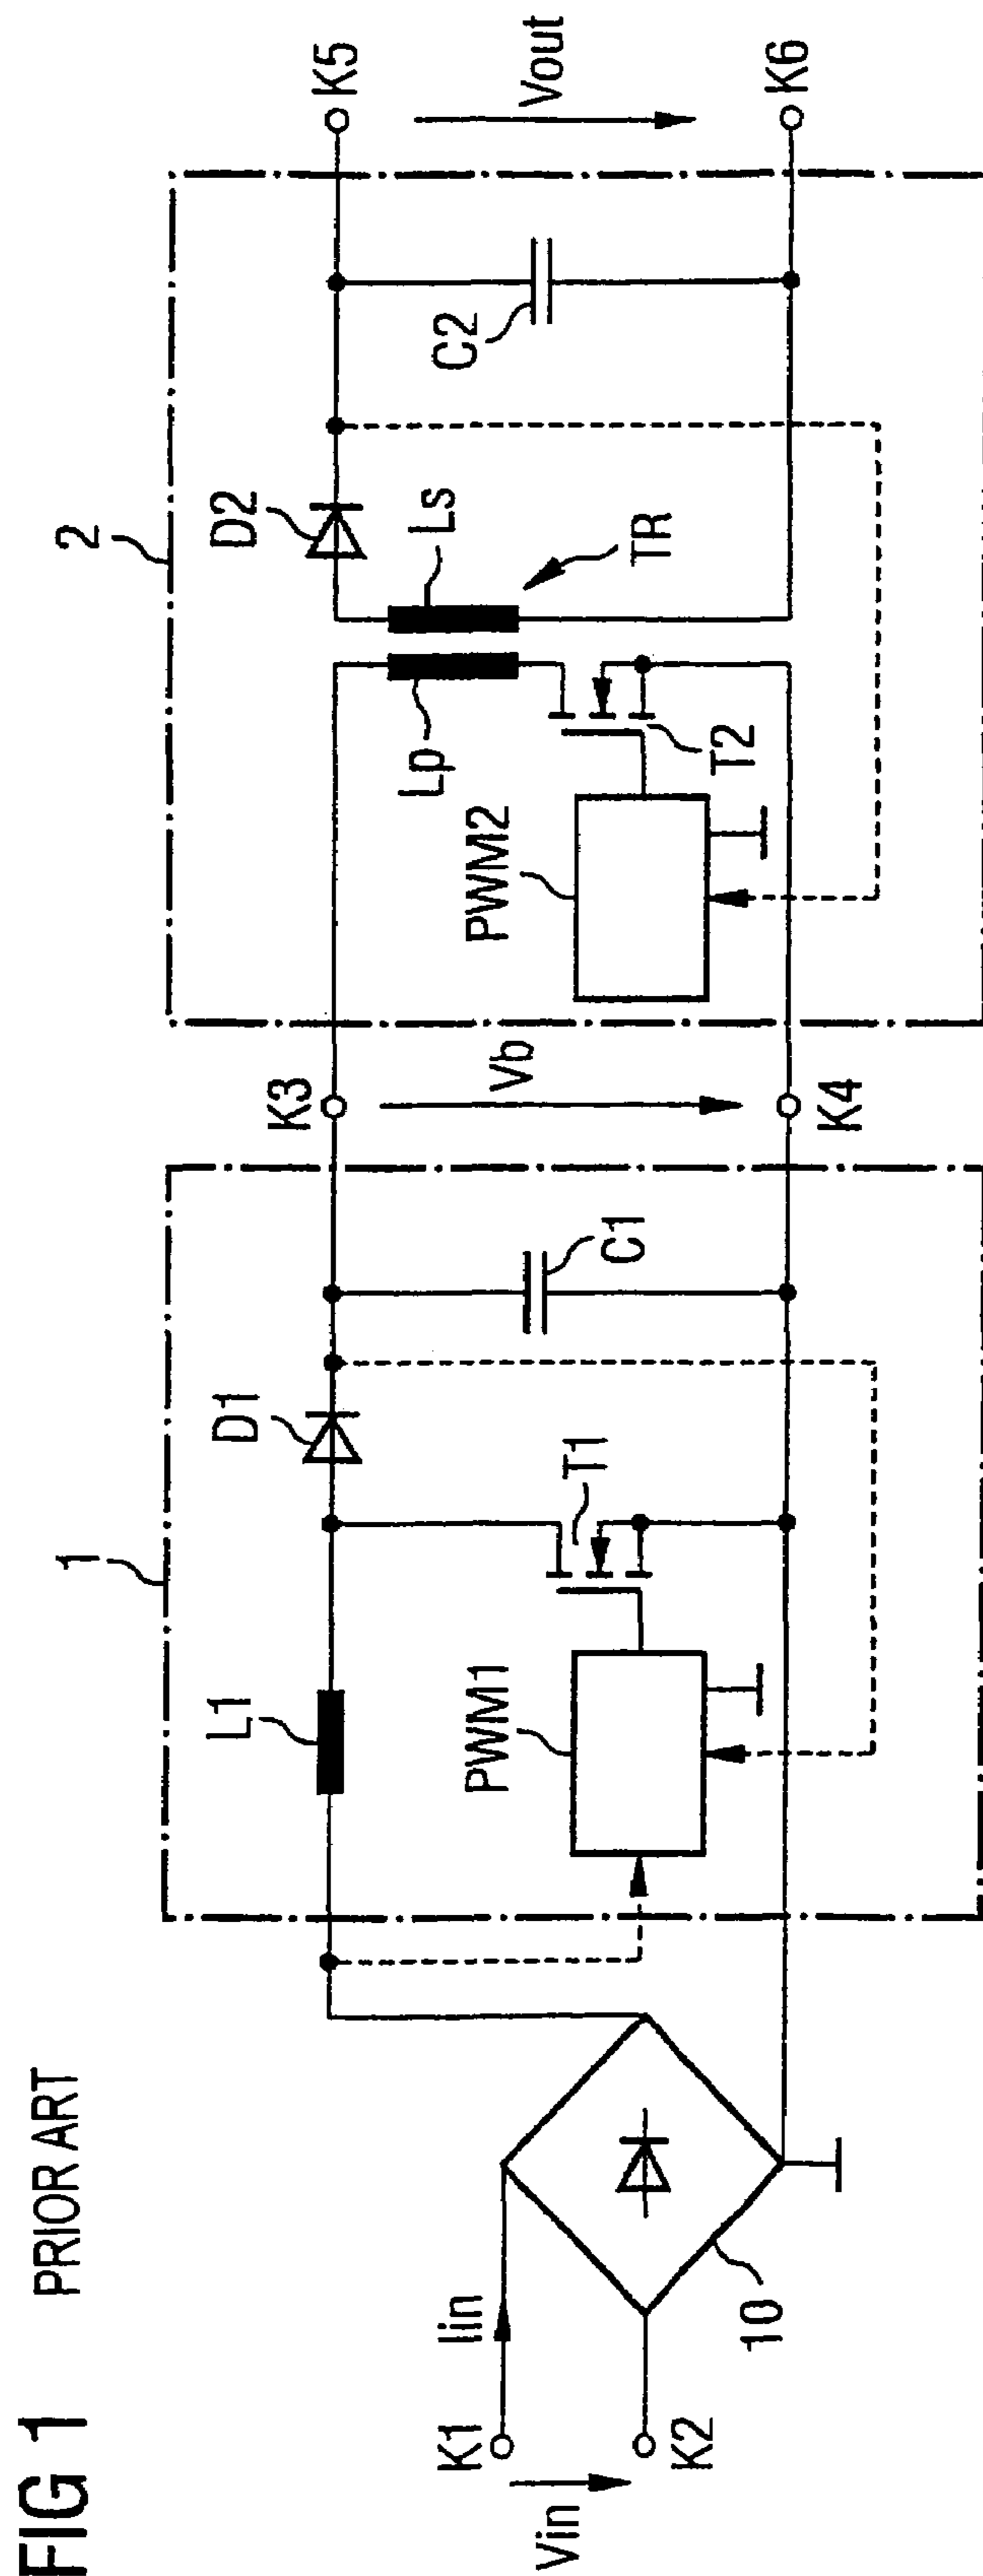 FIG 1 PRIOR ART
K1
Iin
Vin
K2
10
1
L1
D1
PWM1
T1
C1
K3
Vb
K4
2
D2
Ls
Lp
TR
PWM2
T2
C2
K5
Vout
K6